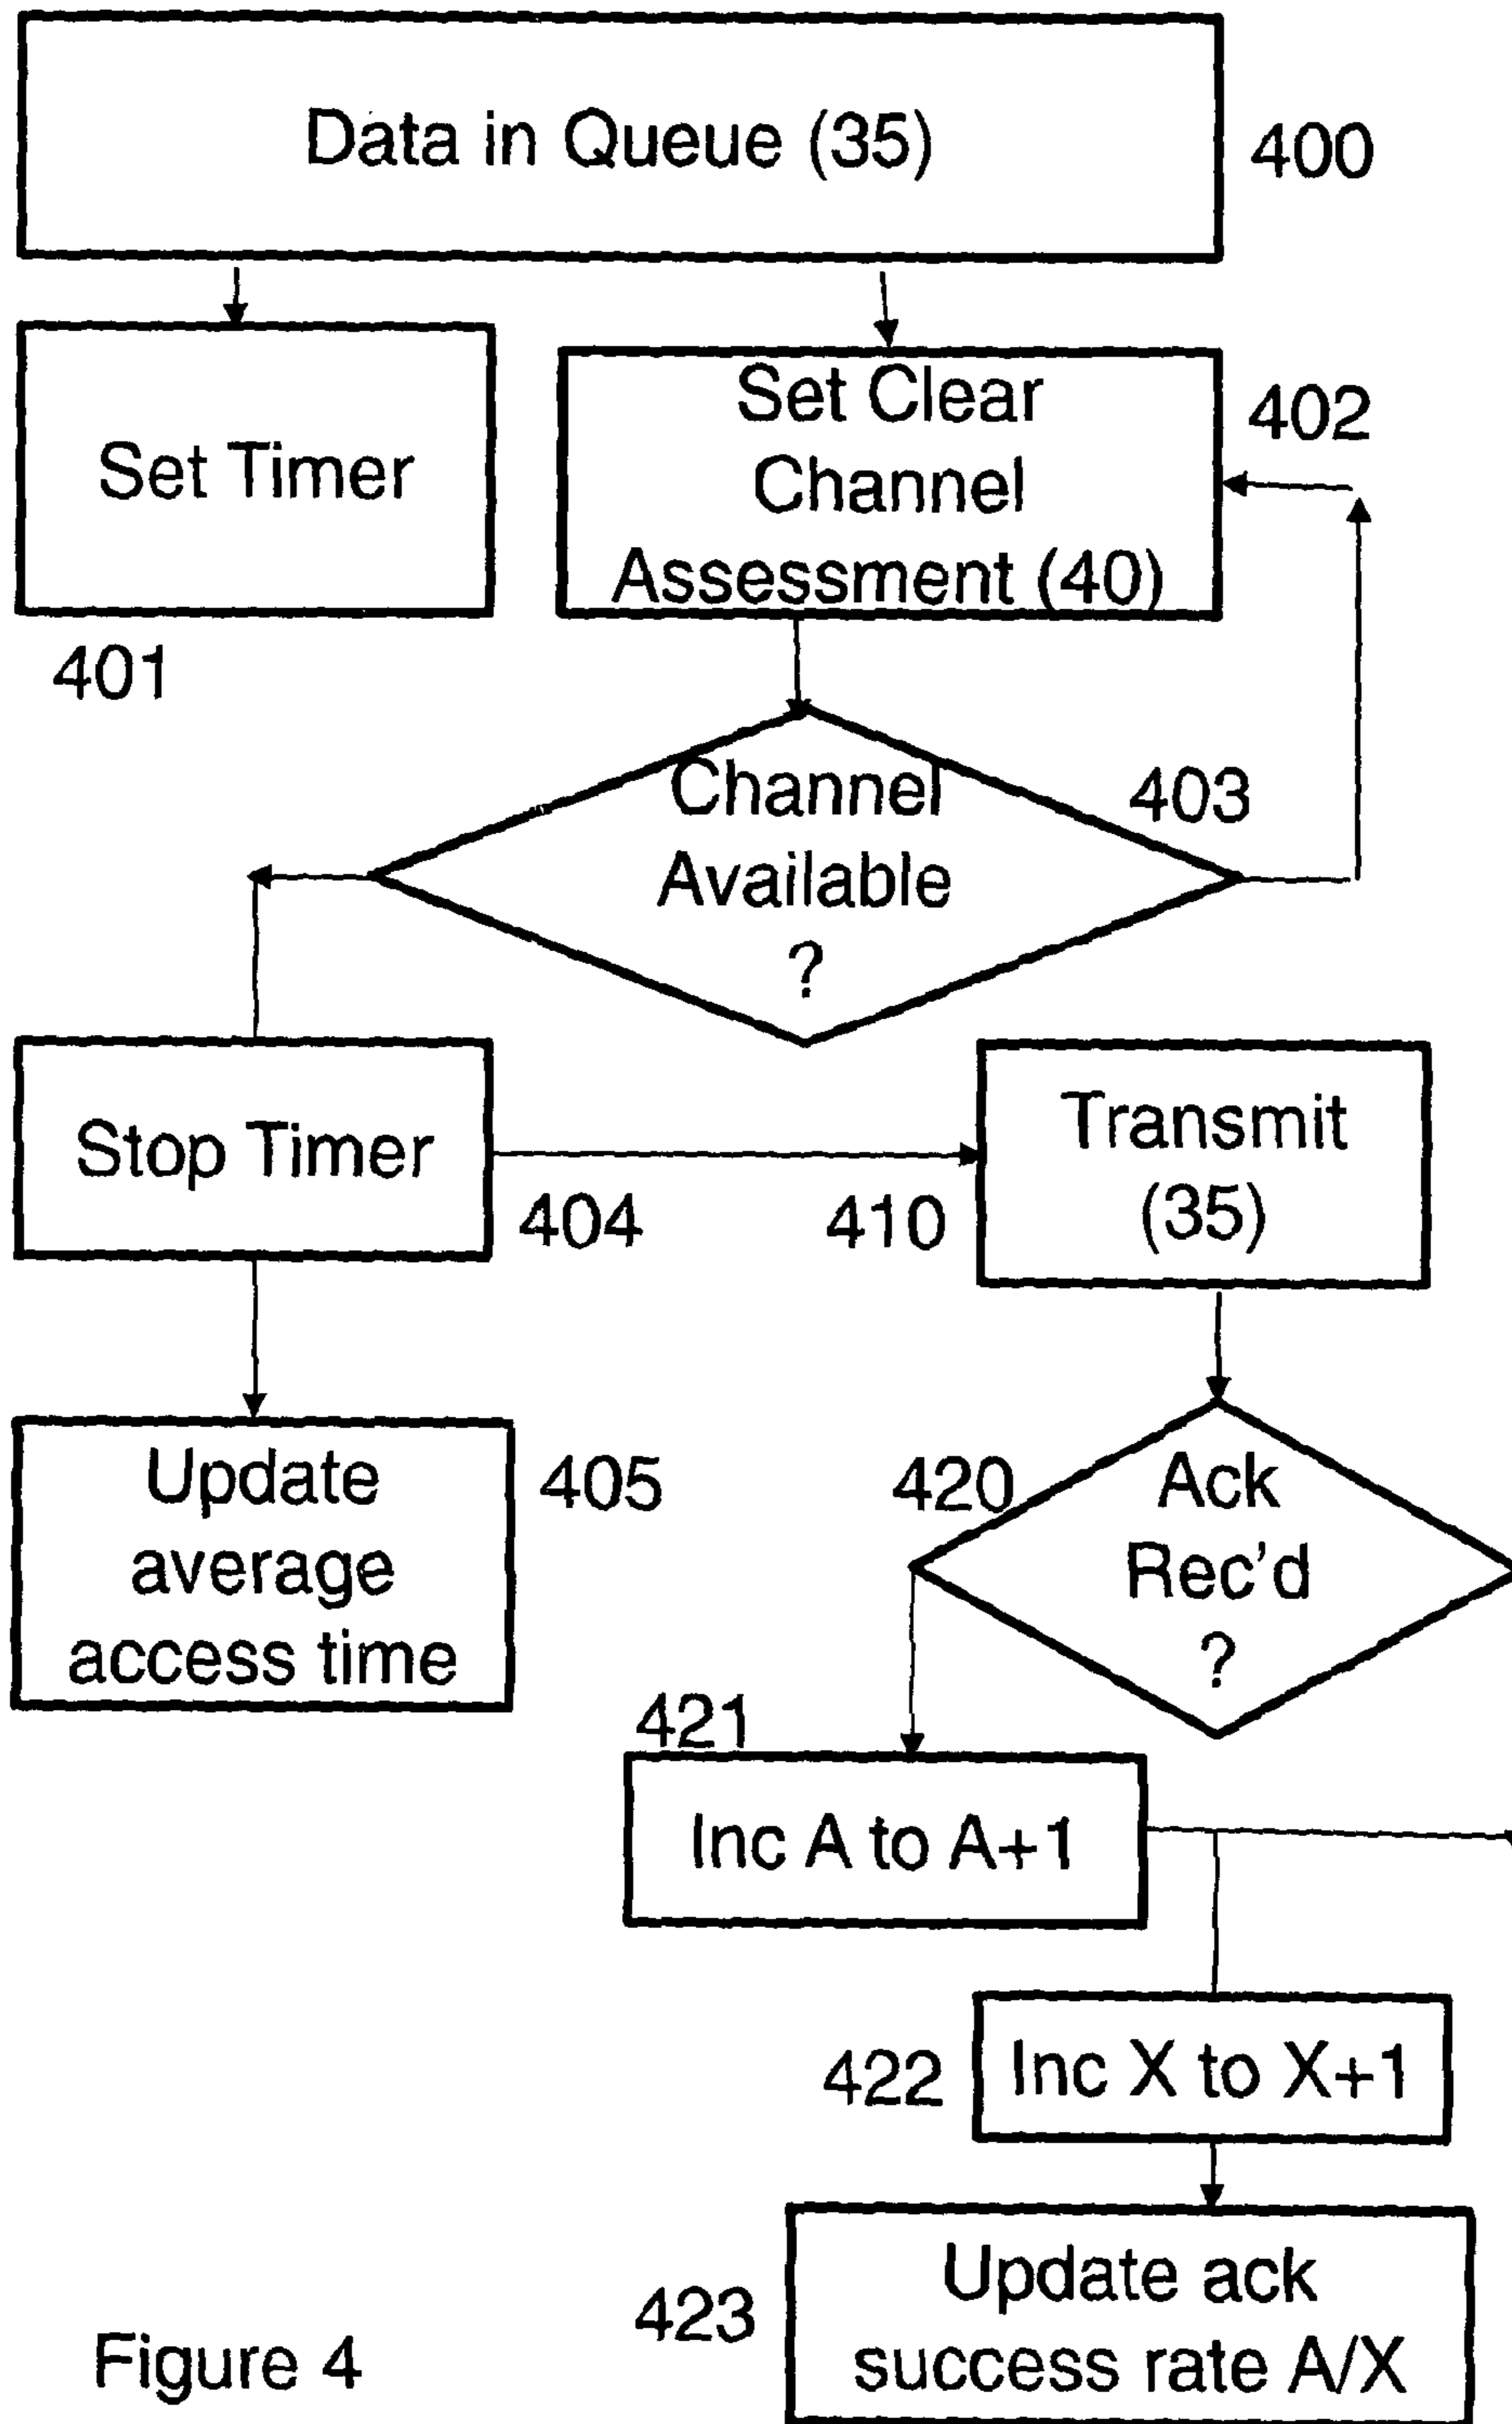 Data in Queue (35)
400
Set Timer
401
Set Clear
Channel
Assessment (40)
402
Channel
Available
?
403
Stop Timer
404
410
Transmit
(35)
Update
average
access time
405
420
Ack
Rec'd
?
421
Inc A to A+1
422
Inc X to X+1
423
Update ack
success rate A/X
Figure 4